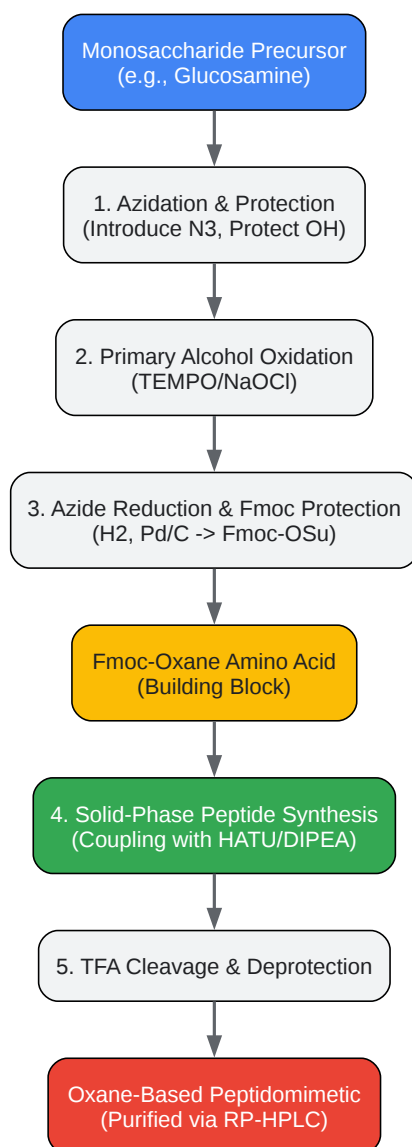 Monosaccharide Precursor
(e.g., Glucosamine)
1. Azidation & Protection
(Introduce N3, Protect OH)
2. Primary Alcohol Oxidation
(TEMPO/NaOCl)
3. Azide Reduction & Fmoc Protection
(H2, Pd/C -> Fmoc-OSu)
Fmoc-Oxane Amino Acid
(Building Block)
4. Solid-Phase Peptide Synthesis
(Coupling with HATU/DIPEA)
5. TFA Cleavage & Deprotection
Oxane-Based Peptidomimetic
(Purified via RP-HPLC)